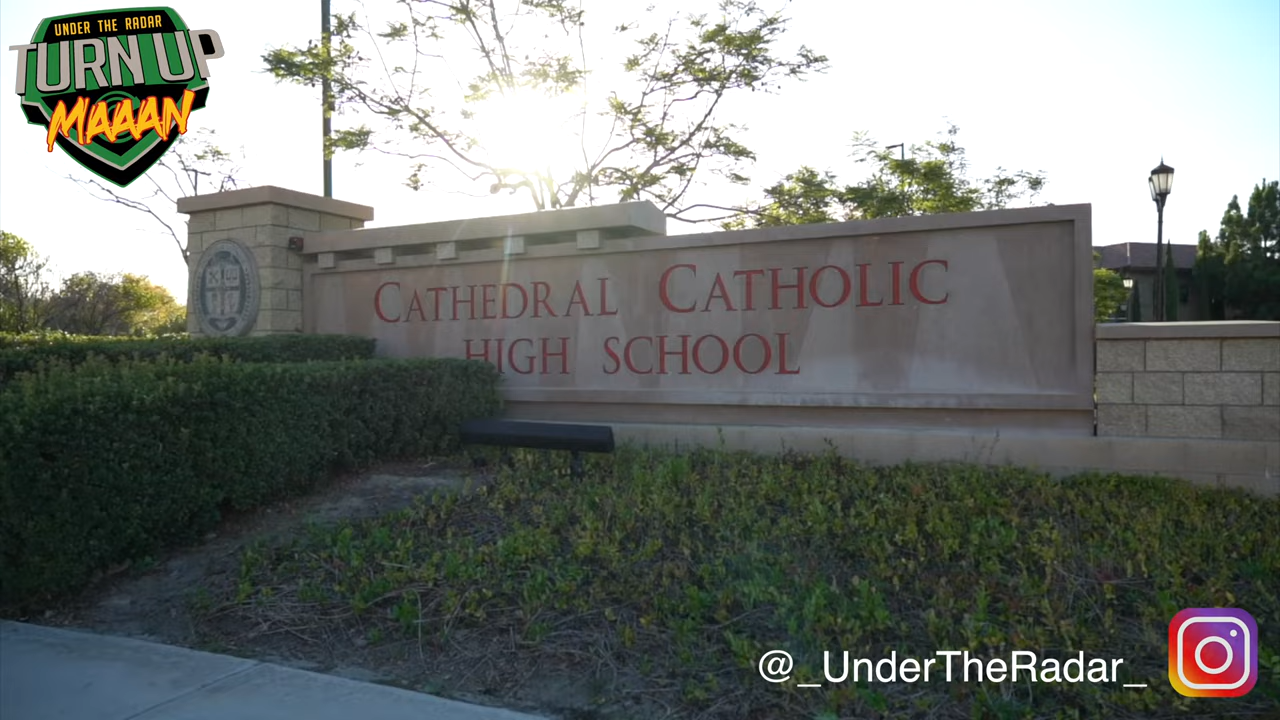 UNDER THE RADAR
TURN UP
MAAAN
CATHEDRAL CATHOLIC
HIGH SCHOOL
@_UnderTheRadar_